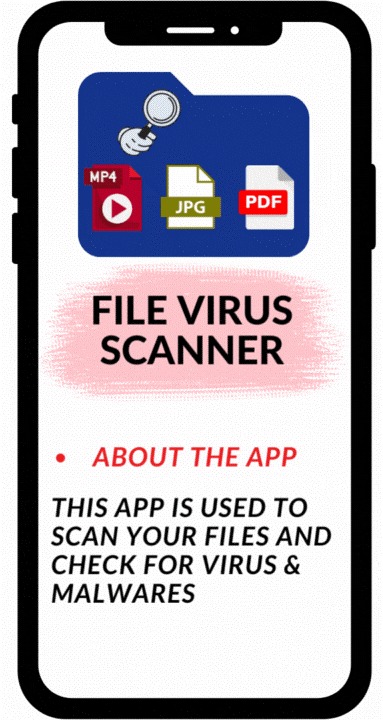 MP4
JPG
PDF
FILE VIRUS
SCANNER
• ABOUT THE APP
THIS APP IS USED TO
SCAN YOUR FILES AND
CHECK FOR VIRUS &
MALWARES